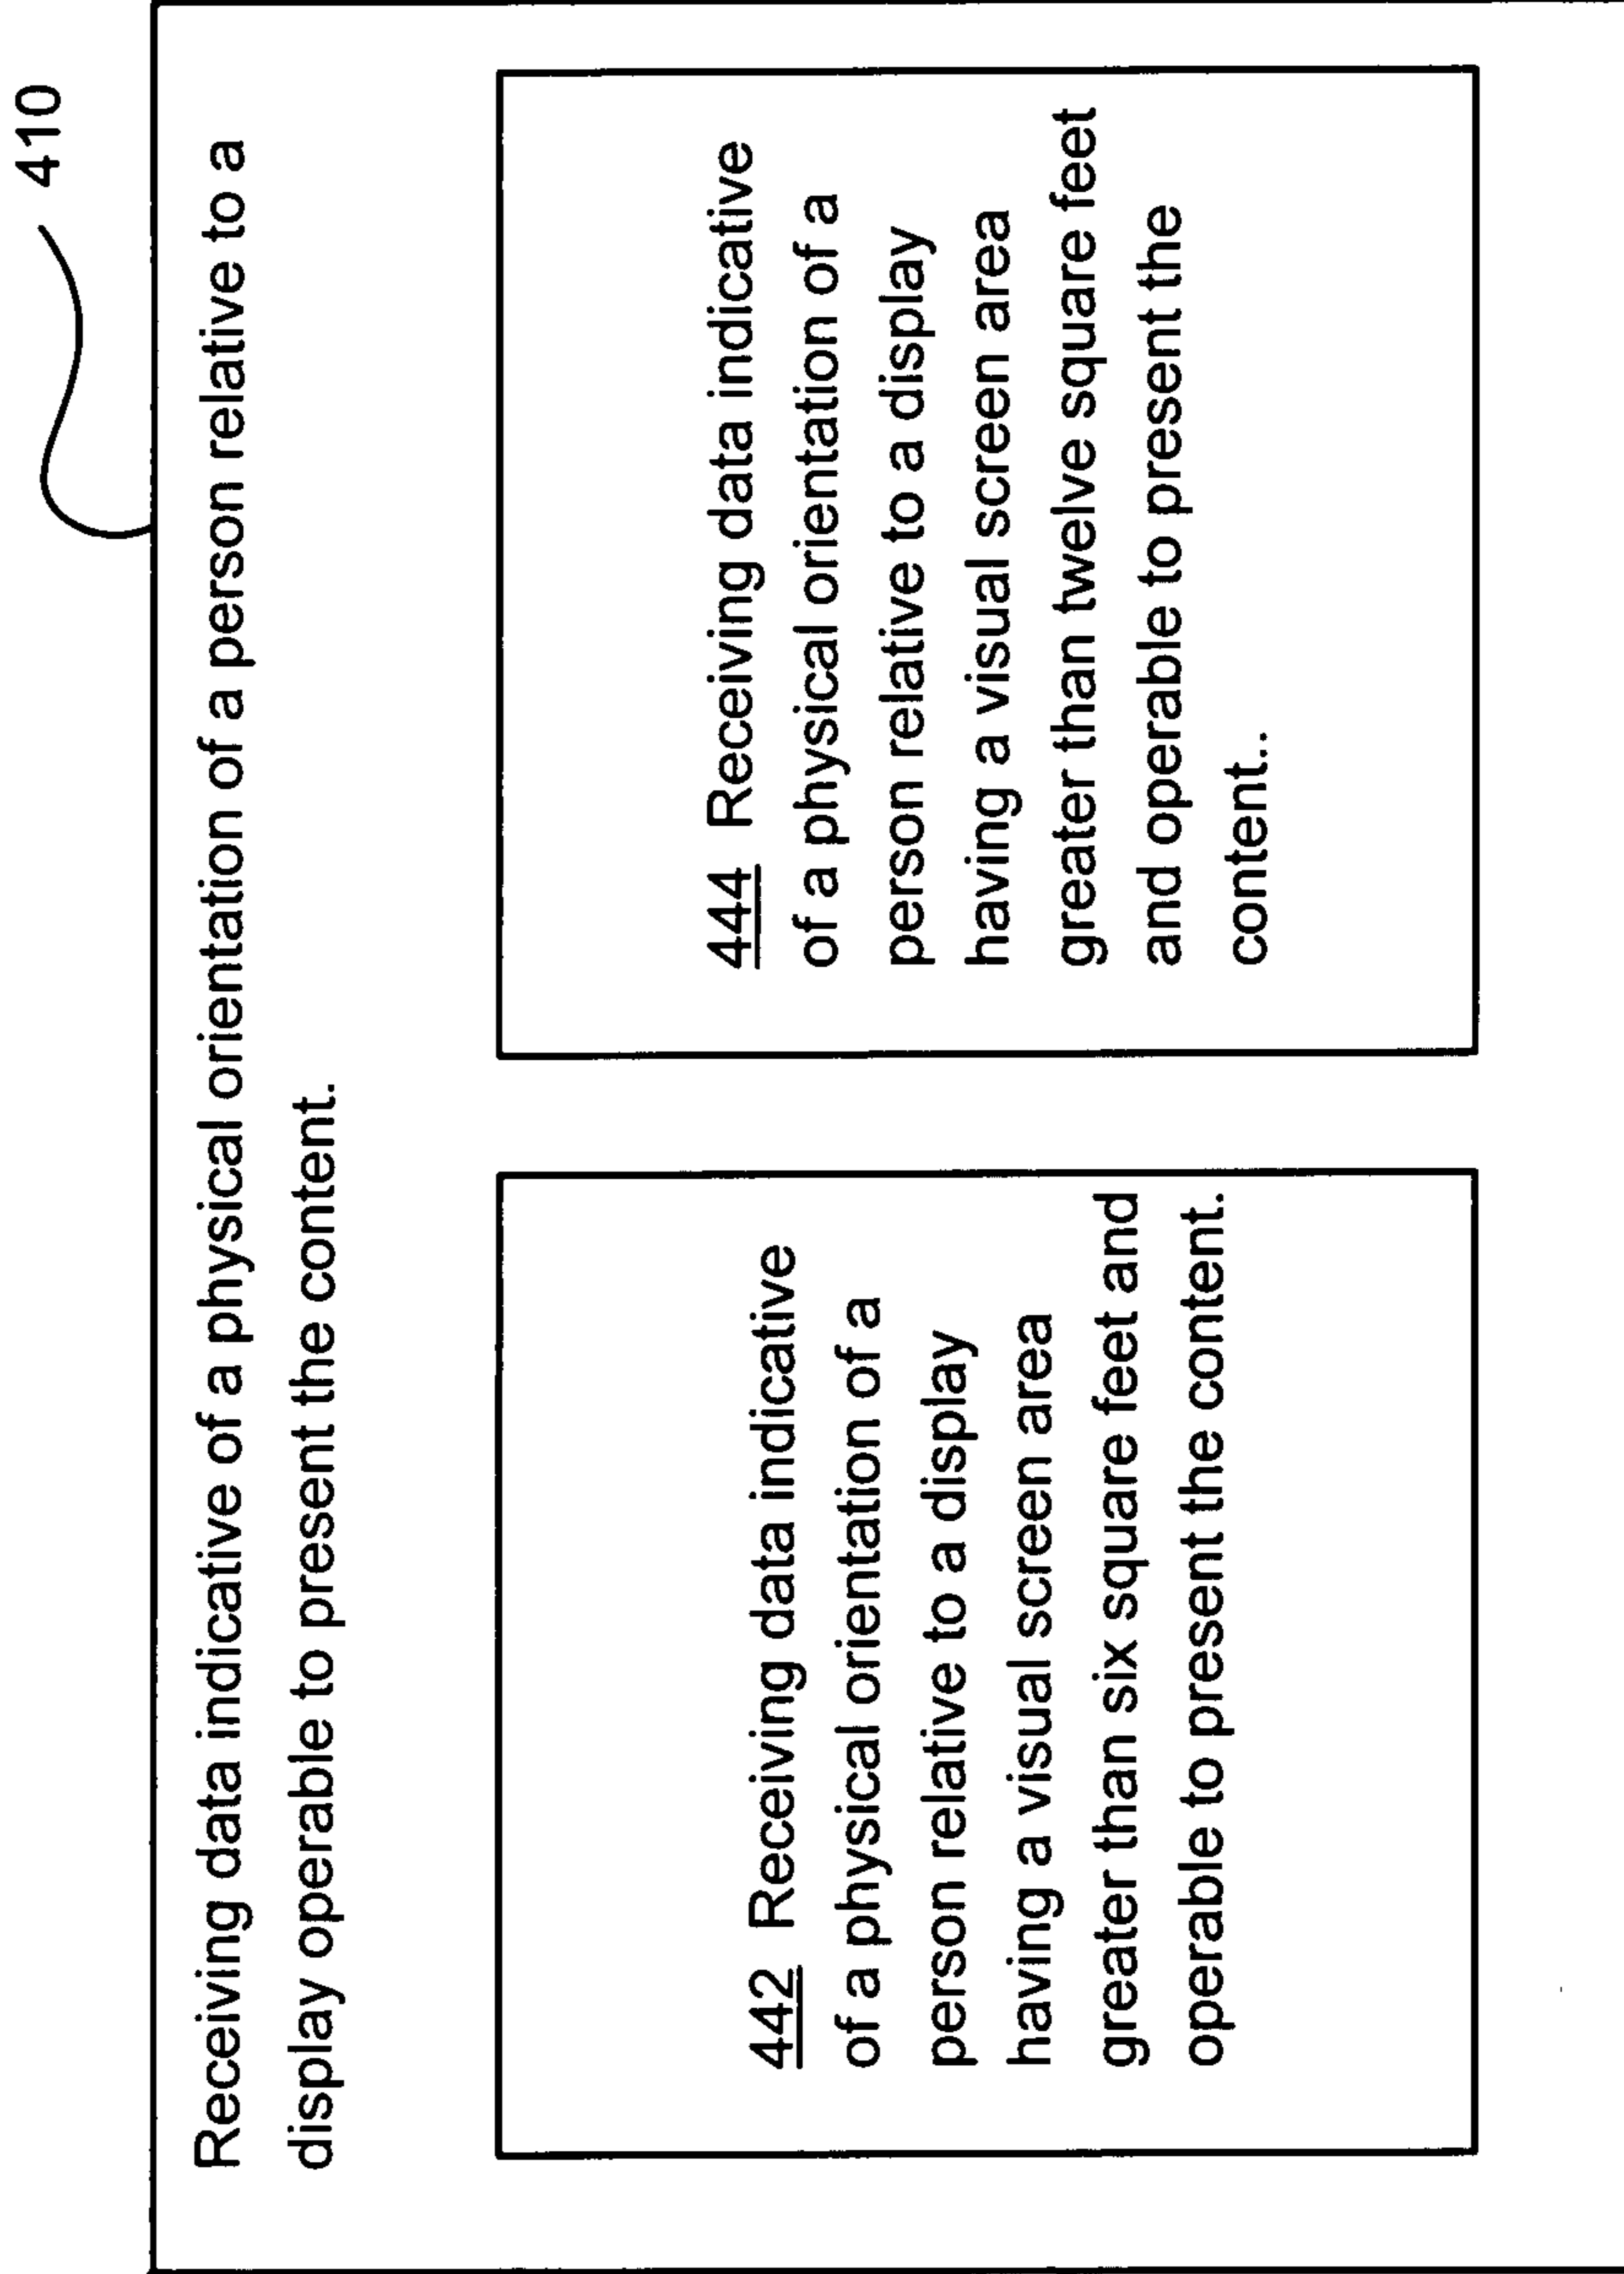 410
Receiving data indicative of a physical orientation of a person relative to a
display operable to present the content.
442 Receiving data indicative
of a physical orientation of a
person relative to a display
having a visual screen area
greater than six square feet and
operable to present the content.
444 Receiving data indicative
of a physical orientation of a
person relative to a display
having a visual screen area
greater than twelve square feet
and operable to present the
content..